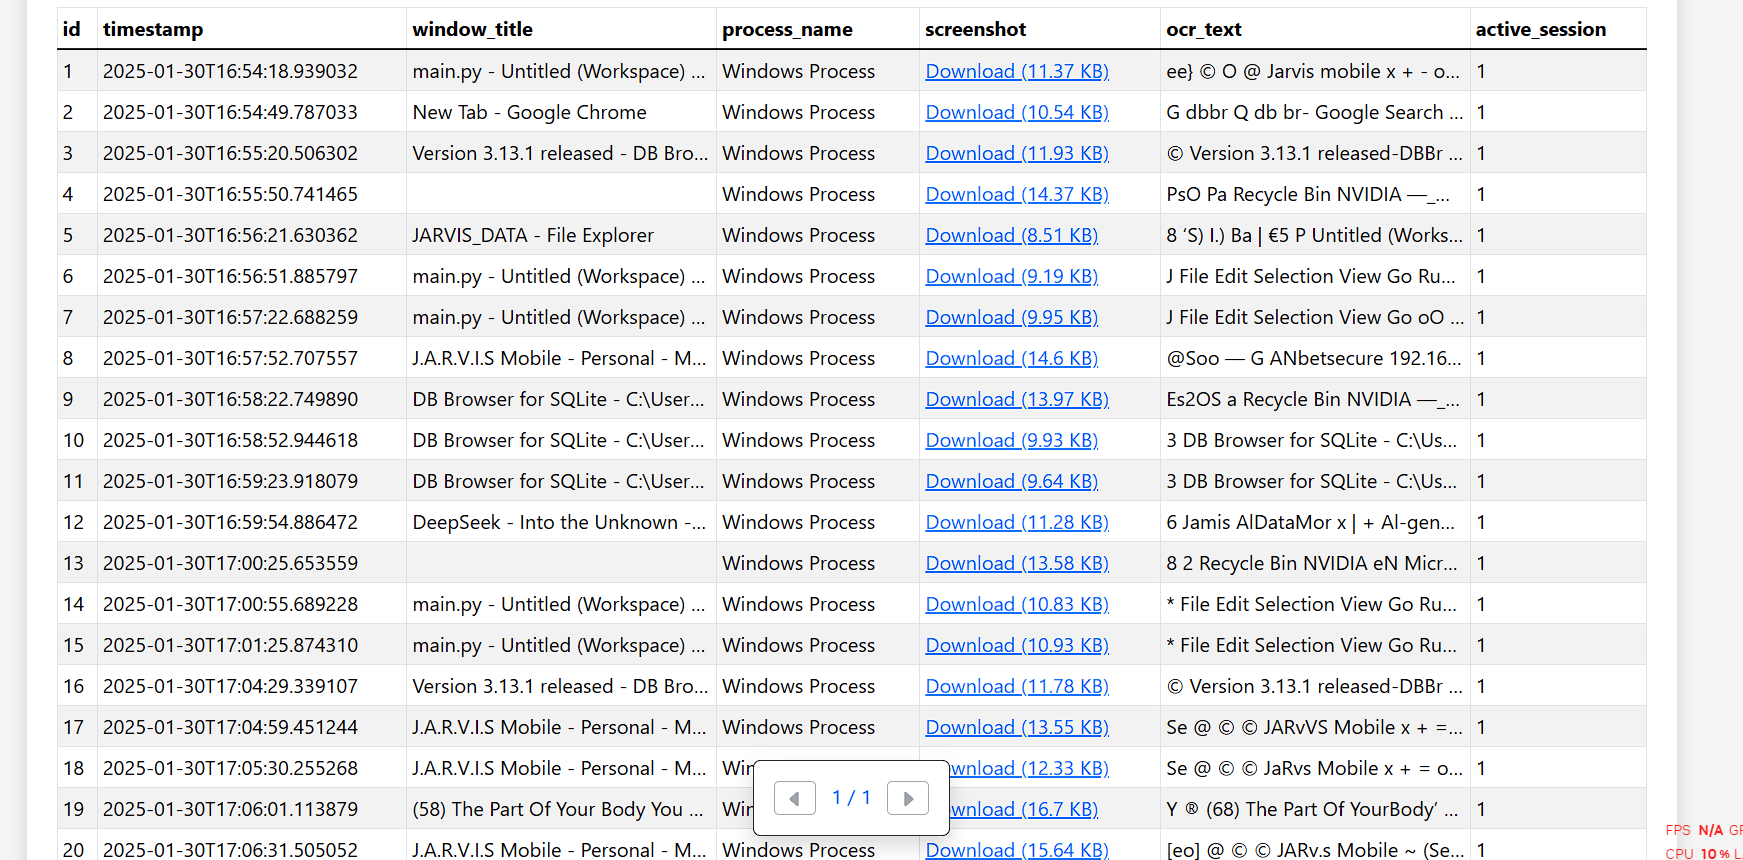 id timestamp window_title process_name screenshot ocr_text active_session
1 2025-01-30T16:54:18.939032 main.py - Untitled (Workspace) ... Windows Process Download (11.37 KB) ee} © O @ Jarvis mobile x + - o... 1
2 2025-01-30T16:54:49.787033 New Tab - Google Chrome Windows Process Download (10.54 KB) G dbbr Q db br- Google Search ... 1
3 2025-01-30T16:55:20.506302 Version 3.13.1 released - DB Bro... Windows Process Download (11.93 KB) © Version 3.13.1 released-DBBr ... 1
4 2025-01-30T16:55:50.741465 Windows Process Download (14.37 KB) PsO Pa Recycle Bin NVIDIA —_... 1
5 2025-01-30T16:56:21.630362 JARVIS_DATA - File Explorer Windows Process Download (8.51 KB) 8 ‘S) I.) Ba | €5 P Untitled (Works... 1
6 2025-01-30T16:56:51.885797 main.py - Untitled (Workspace) ... Windows Process Download (9.19 KB) J File Edit Selection View Go Ru... 1
7 2025-01-30T16:57:22.688259 main.py - Untitled (Workspace) ... Windows Process Download (9.95 KB) J File Edit Selection View Go oO ... 1
8 2025-01-30T16:57:52.707557 J.A.R.V.I.S Mobile - Personal - M... Windows Process Download (14.6 KB) @Soo — G ANbetsecure 192.16... 1
9 2025-01-30T16:58:22.749890 DB Browser for SQLite - C:\User... Windows Process Download (13.97 KB) Es2OS a Recycle Bin NVIDIA —_... 1
10 2025-01-30T16:58:52.944618 DB Browser for SQLite - C:\User... Windows Process Download (9.93 KB) 3 DB Browser for SQLite - C:\Us... 1
11 2025-01-30T16:59:23.918079 DB Browser for SQLite - C:\User... Windows Process Download (9.64 KB) 3 DB Browser for SQLite - C:\Us... 1
12 2025-01-30T16:59:54.886472 DeepSeek - Into the Unknown -... Windows Process Download (11.28 KB) 6 Jamis AlDataMor x | + Al-gen... 1
13 2025-01-30T17:00:25.653559 Windows Process Download (13.58 KB) 8 2 Recycle Bin NVIDIA eN Micr... 1
14 2025-01-30T17:00:55.689228 main.py - Untitled (Workspace) ... Windows Process Download (10.83 KB) * File Edit Selection View Go Ru... 1
15 2025-01-30T17:01:25.874310 main.py - Untitled (Workspace) ... Windows Process Download (10.93 KB) * File Edit Selection View Go Ru... 1
16 2025-01-30T17:04:29.339107 Version 3.13.1 released - DB Bro... Windows Process Download (11.78 KB) © Version 3.13.1 released-DBBr ... 1
17 2025-01-30T17:04:59.451244 J.A.R.V.I.S Mobile - Personal - M... Windows Process Download (13.55 KB) Se @ © © JARvVS Mobile x + =... 1
18 2025-01-30T17:05:30.255268 J.A.R.V.I.S Mobile - Personal - M... (12.33 KB) Se @ © © JaRvs Mobile x + = o... 1
1 / 1
19 2025-01-30T17:06:01.113879 (58) The Part Of Your Body You ... (16.7 KB) Y ® (68) The Part Of YourBody’ ... 1
20 2025-01-30T17:06:31.505052 J.A.R.V.I.S Mobile - Personal - M... Windows Process Download (15.64 KB) [eo] @ © © JARv.s Mobile ~ (Se... 1
FPS N/A
CPU 10 %